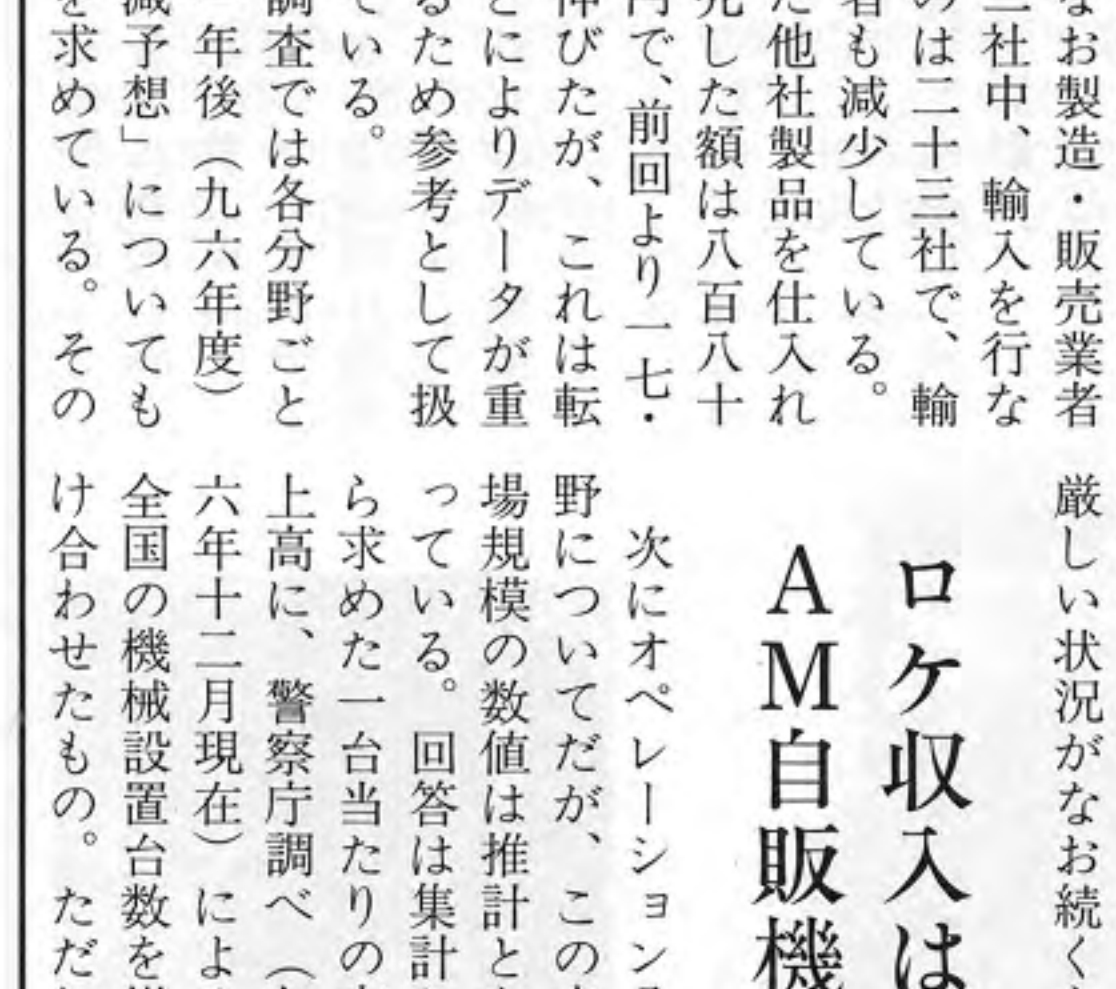 なお製造・販売業者
二社中、輸入を行な
のは二十三社で、輸
者も減少している。
た他社製品を仕入れ
売した額は八百八十
円で、前回より一七・
伸びたが、これは転
とによりデータが重
るため参考として扱
ている。
調査では各分野ごと
年後（九六年度）
減予想」についても
を求めている。その
厳しい状況がなお続く
ロケ収入は
AM自販機
次にオペレーション
野についてだが、この
場規模の数値は推計と
っている。回答は集計
ら求めた一台当たりの
上高に、警察庁調べ（
六年十二月現在）によ
全国の機械設置台数を
け合わせたもの。ただ